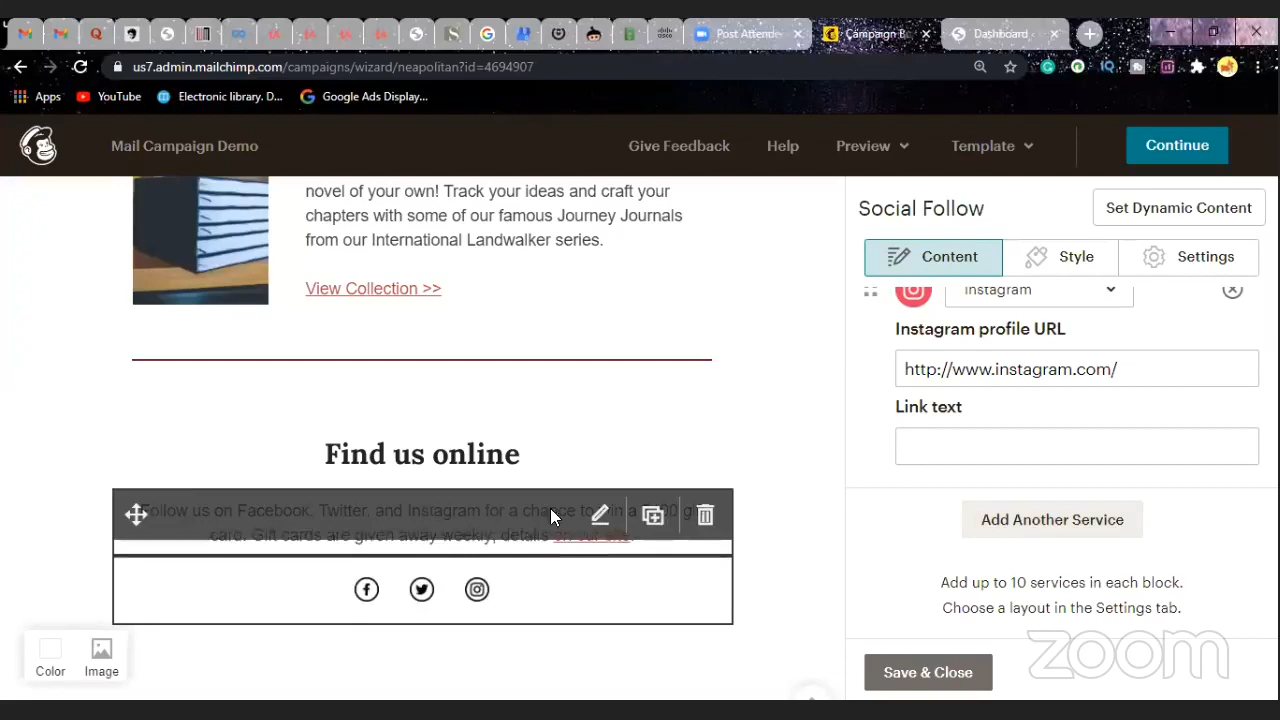 Post Attende
Campaign B
Dashboard
us7.admin.mailchimp.com/campaigns/wizard/neapolitan?id=4694907
Apps
YouTube
Electronic library. D...
Google Ads Display...
Mail Campaign Demo
Give Feedback
Help
Preview
Template
Continue
novel of your own! Track your ideas and craft your
chapters with some of our famous Journey Journals
from our International Landwalker series.
View Collection >>
Find us online
Follow us on Facebook, Twitter, and Instagram for a chance to
card. Gift cards are given away weekly; details on our site.
Color
Image
Social Follow
Set Dynamic Content
Content
Style
Settings
Instagram
Instagram profile URL
http://www.instagram.com/
Link text
Add Another Service
Add up to 10 services in each block.
Choose a layout in the Settings tab.
Save & Close
zoom